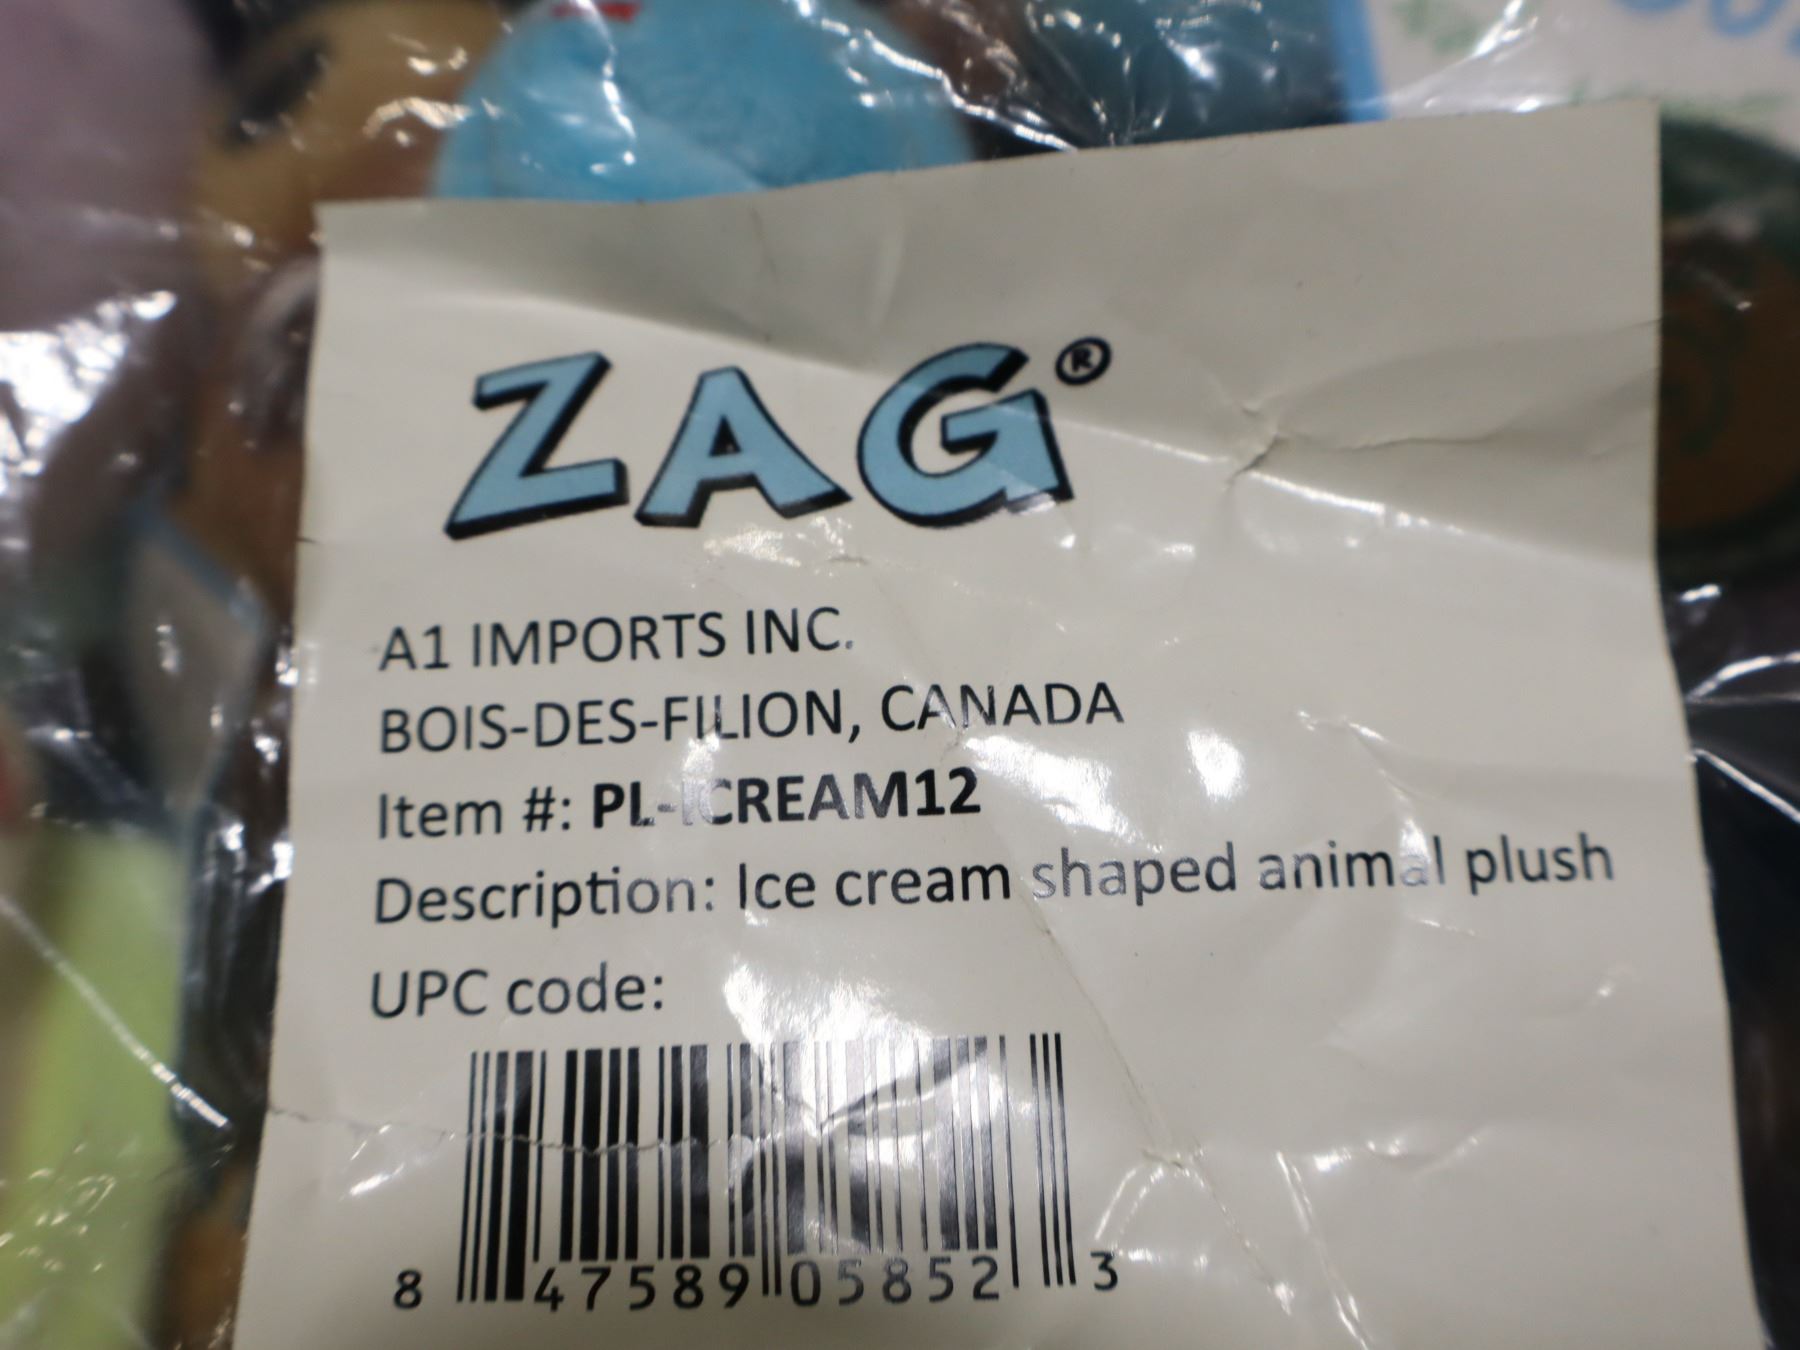 ZAG®
A1 IMPORTS INC.
BOIS-DES-FILION, CANADA
Item #: PL-ICREAM12
Description: Ice cream shaped animal plush
UPC code:
8 47589 05852 3